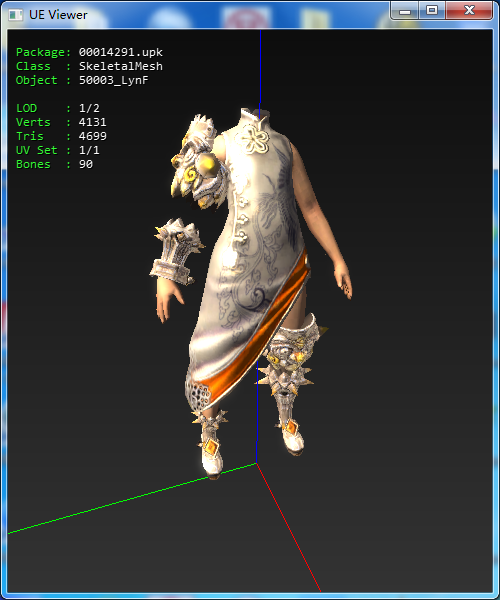 UE Viewer
Package: 00014291.upk
Class : SkeletalMesh
Object : 50003_LynF
LOD : 1/2
Verts : 4131
Tris : 4699
UV Set : 1/1
Bones : 90